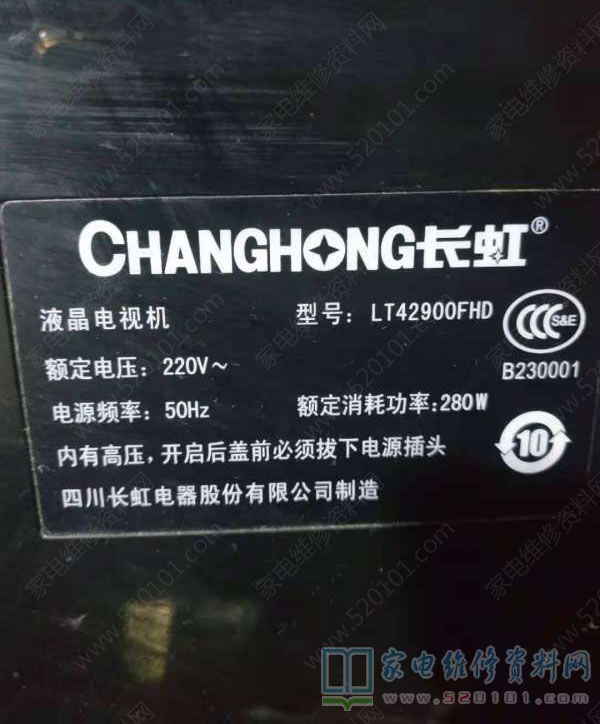 CHANGHONG长虹®
液晶电视机 型号：LT42900FHD
CCC S&E
额定电压：220V～
B230001
电源频率：50Hz 额定消耗功率：280W
10
内有高压，开启后盖前必须拔下电源插头
四川长虹电器股份有限公司制造
家电维修资料网
www.520101.com